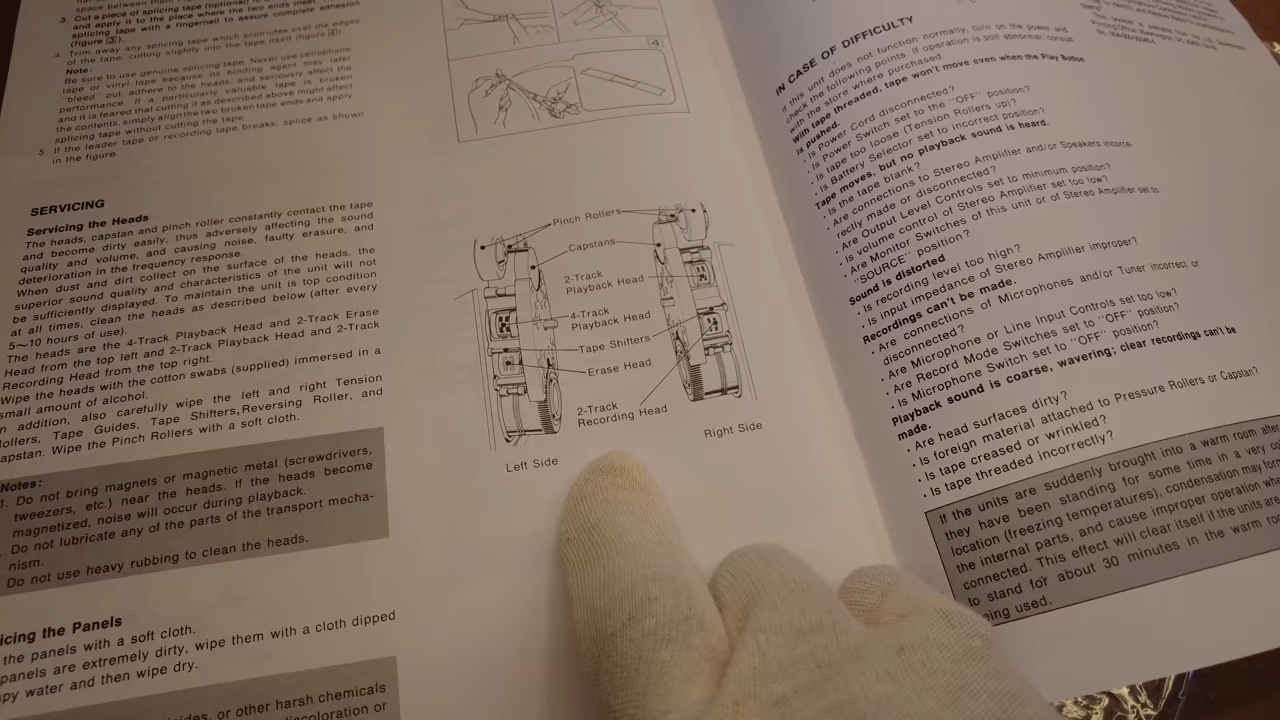 space between them
3. Cut a piece of splicing tape (optional)
and apply it to the place where the two ends meet.
splicing tape with a fingernail to assure complete adhesion
(figure [3]).
4. Trim away any splicing tape which protrudes over the edges
of the tape, cutting slightly into the tape itself (figure [4])
Note:
Be sure to use genuine splicing tape. Never use cellophane
tape or vinyl tape because its binding agent may later
"bleed" out, adhere to the heads, and seriously affect the
performance. If a particularly valuable tape is broken
and it is feared that cutting it as described above might affect
the contents, simply align the two broken tape ends and apply
splicing tape without cutting the tape.
5. If the leader tape or recording tape breaks, splice as shown
in the figure.
SERVICING
Servicing the Heads
The heads, capstan and pinch roller constantly contact the tape
and become dirty easily, thus adversely affecting the sound
quality and volume, and causing noise, faulty erasure, and
deterioration in the frequency response.
When dust and dirt collect on the surface of the heads, the
superior sound quality and characteristics of the unit will not
be sufficiently displayed. To maintain the unit is top condition
at all times, clean the heads as described below (after every
5～10 hours of use).
The heads are the 4-Track Playback Head and 2-Track Erase
Head from the top left and 2-Track Playback Head and 2-Track
Recording Head from the top right.
Wipe the heads with the cotton swabs (supplied) immersed in a
small amount of alcohol.
n addition, also carefully wipe the left and right Tension
ollers, Tape Guides, Tape Shifters, Reversing Roller, and
apstan. Wipe the Pinch Rollers with a soft cloth.
Notes:
1. Do not bring magnets or magnetic metal (screwdrivers,
tweezers, etc.) near the heads. If the heads become
magnetized, noise will occur during playback.
Do not lubricate any of the parts of the transport mecha-
nism.
Do not use heavy rubbing to clean the heads.
icing the Panels
the panels with a soft cloth.
panels are extremely dirty, wipe them with a cloth dipped
apy water and then wipe dry.
ides, or other harsh chemicals
discoloration or
4
Pinch Rollers
Capstans
2-Track
Playback Head
4-Track
Playback Head
Tape Shifters
Erase Head
2-Track
Recording Head
Left Side
Right Side
IN CASE OF DIFFICULTY
If this unit does not function normally, turn on the power and
check the following points. If operation is still abnormal, consult
with the store where purchased.
With tape threaded, tape won't move even when the Play Button
is pushed.
· Is Power Cord disconnected?
· Is Power Switch set to the "OFF" position?
· Is tape too loose (Tension Rollers up)?
· Is Battery Selector set to incorrect position?
Tape moves, but no playback sound is heard.
· Is the tape blank?
· Are connections to Stereo Amplifier and/or Speakers incorre-
rectly made or disconnected?
· Are Output Level Controls set to minimum position?
· Is volume control of Stereo Amplifier set too low?
· Are Monitor Switches of this unit or of Stereo Amplifier set to
"SOURCE" position?
Sound is distorted
· Is recording level too high?
· Is input impedance of Stereo Amplifier improper?
Recordings can't be made.
· Are connections of Microphones and/or Tuner incorrect or
disconnected?
· Are Microphone or Line Input Controls set too low?
· Are Record Mode Switches set to "OFF" position?
· Is Microphone Switch set to "OFF" position?
Playback sound is coarse, wavering; clear recordings can't be
made.
· Are head surfaces dirty?
· Is foreign material attached to Pressure Rollers or Capstan?
· Is tape creased or wrinkled?
· Is tape threaded incorrectly?
If the units are suddenly brought into a warm room after
they have been standing for some time in a very co
location (freezing temperatures), condensation may form
the internal parts, and cause improper operation whe
connected. This effect will clear itself if the units are
to stand for about 30 minutes in the warm roo
eing used.